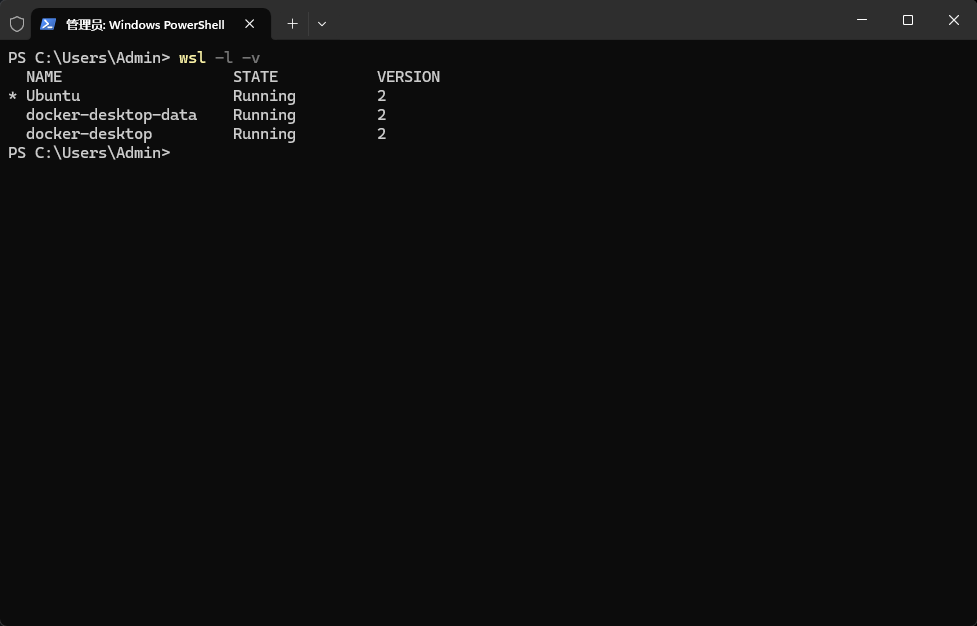 管理员: Windows PowerShell
PS C:\Users\Admin> wsl -l -v
  NAME                   STATE           VERSION
* Ubuntu                 Running         2
  docker-desktop-data    Running         2
  docker-desktop         Running         2
PS C:\Users\Admin>